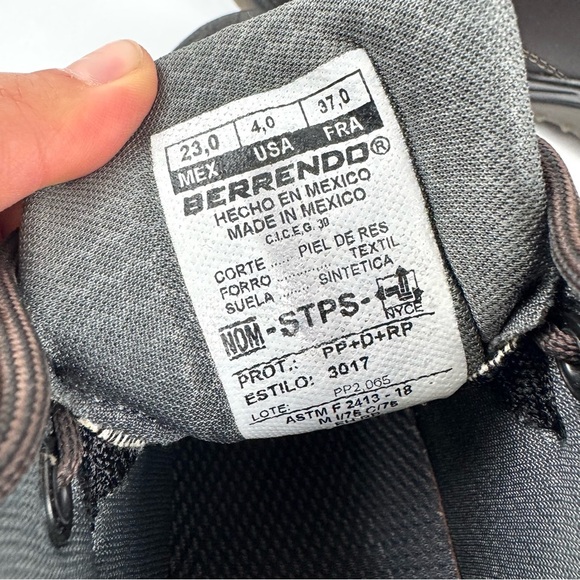 23,0 4,0 37,0
MEX USA FRA
BERRENDO®
HECHO EN MEXICO
MADE IN MEXICO
C.I.C.E.G. 30
CORTE ........ PIEL DE RES
FORRO ........ TEXTIL
SUELA ........ SINTETICA
NOM-STPS- NYCE
PROT.: PP+D+RP
ESTILO: 3017
LOTE: PP2,065
ASTM F 2413 - 18
M I/75 C/75